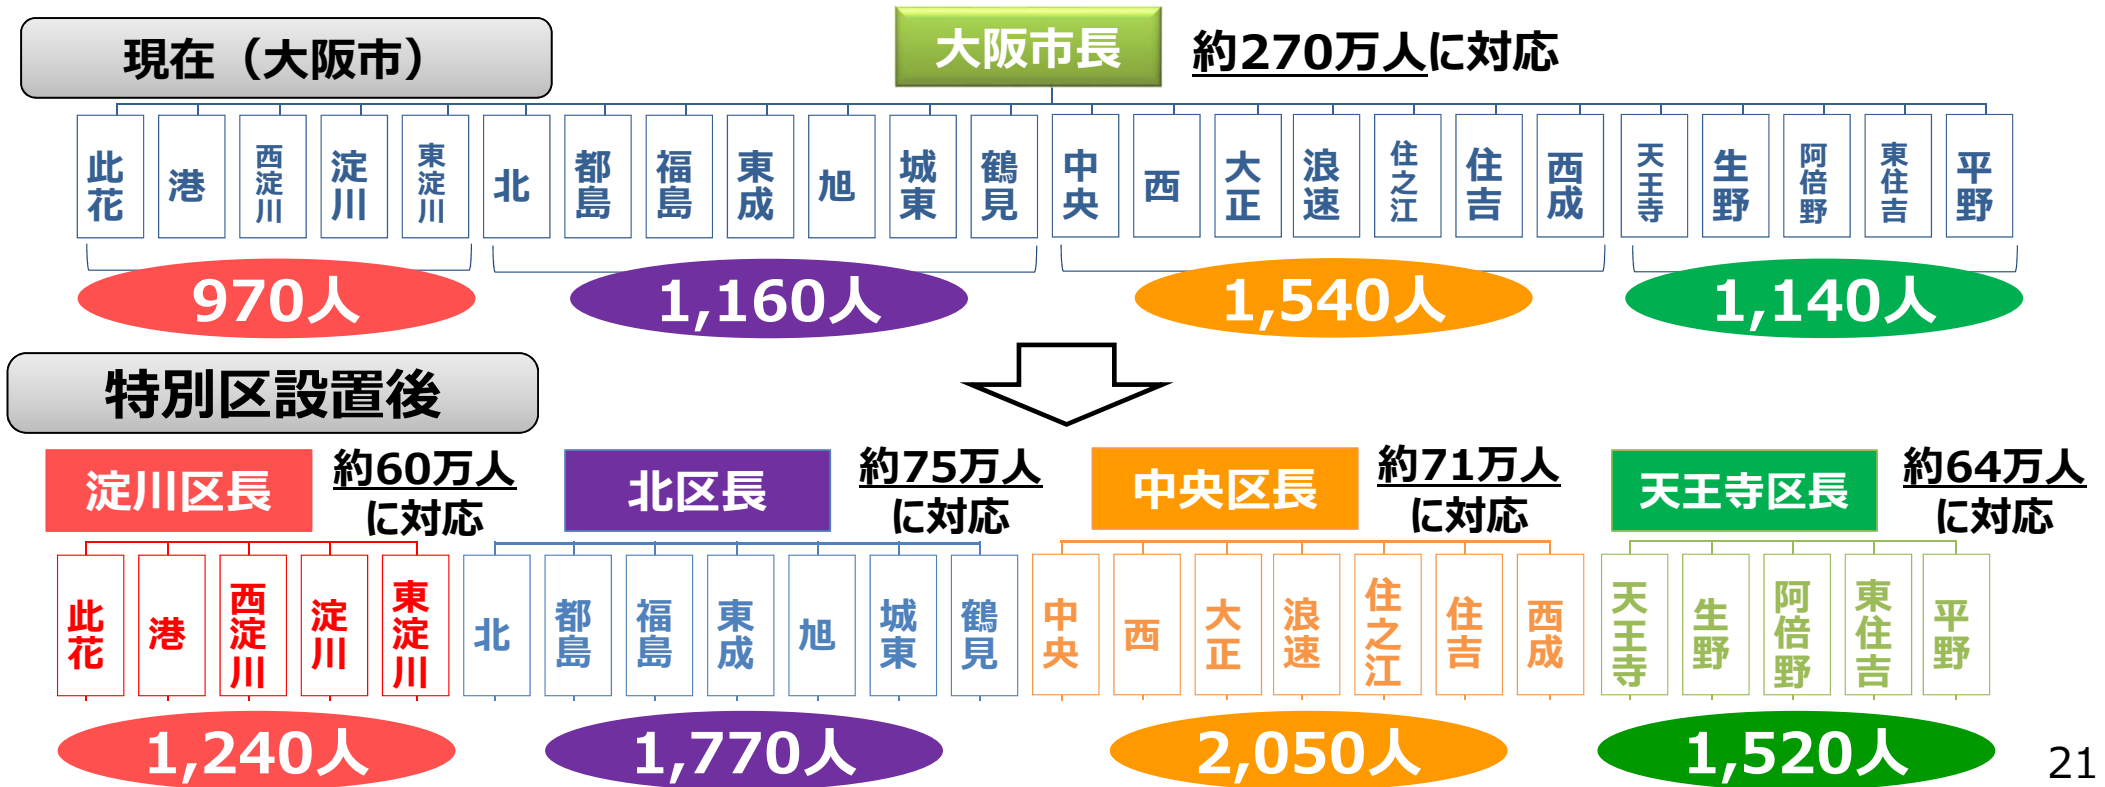 現在（大阪市）
大阪市長
約270万人に対応
此花
港
西淀川
淀川
東淀川
北
都島
福島
東成
旭
城東
鶴見
中央
西
大正
浪速
住之江
住吉
西成
天王寺
生野
阿倍野
東住吉
平野
970人
1,160人
1,540人
1,140人
特別区設置後
淀川区長
約60万人
に対応
北区長
約75万人
に対応
中央区長
約71万人
に対応
天王寺区長
約64万人
に対応
此花
港
西淀川
淀川
東淀川
北
都島
福島
東成
旭
城東
鶴見
中央
西
大正
浪速
住之江
住吉
西成
天王寺
生野
阿倍野
東住吉
平野
1,240人
1,770人
2,050人
1,520人
21